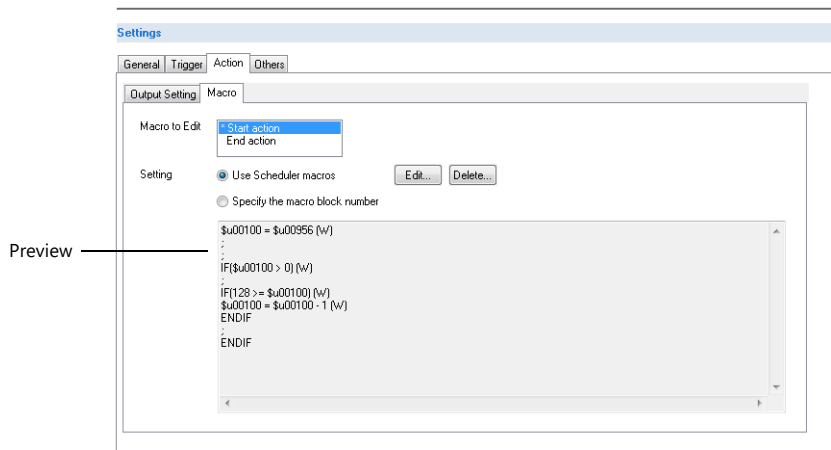 Settings
General Trigger Action Others
Output Setting Macro
Macro to Edit
* Start action
End action
Setting
Use Scheduler macros
Edit... Delete...
Specify the macro block number
Preview
$u00100 = $u00956 (W)
;
;
IF($u00100 > 0) (W)
;
IF(128 >= $u00100) (W)
$u00100 = $u00100 - 1 (W)
ENDIF
;
ENDIF